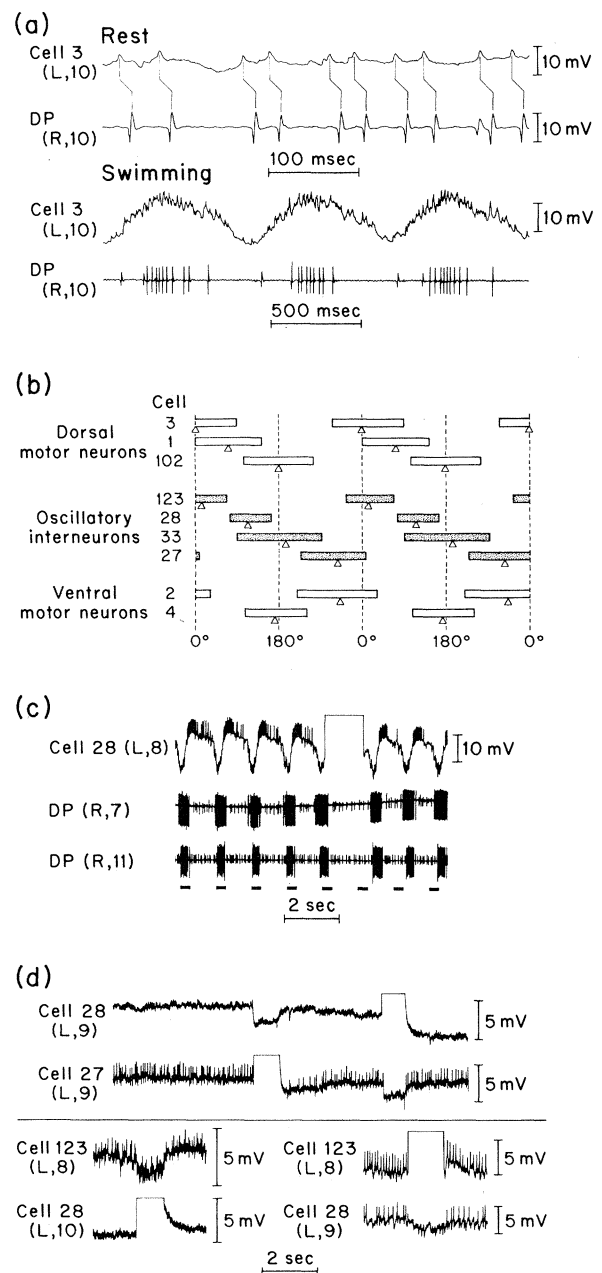 (a)
Rest
Cell 3
(L,10)
10 mV
DP
(R,10)
10 mV
100 msec
Swimming
Cell 3
(L,10)
10 mV
DP
(R,10)
500 msec
(b)
Cell
Dorsal
motor neurons
3
1
102
Oscillatory
interneurons
123
28
33
27
Ventral
motor neurons
2
4
0° 180° 0° 180° 0°
(c)
Cell 28 (L,8)
10 mV
DP (R,7)
DP (R,11)
2 sec
(d)
Cell 28
(L,9)
5 mV
Cell 27
(L,9)
5 mV
Cell 123
(L,8)
5 mV
Cell 123
(L,8)
5 mV
Cell 28
(L,10)
5 mV
Cell 28
(L,9)
5 mV
2 sec